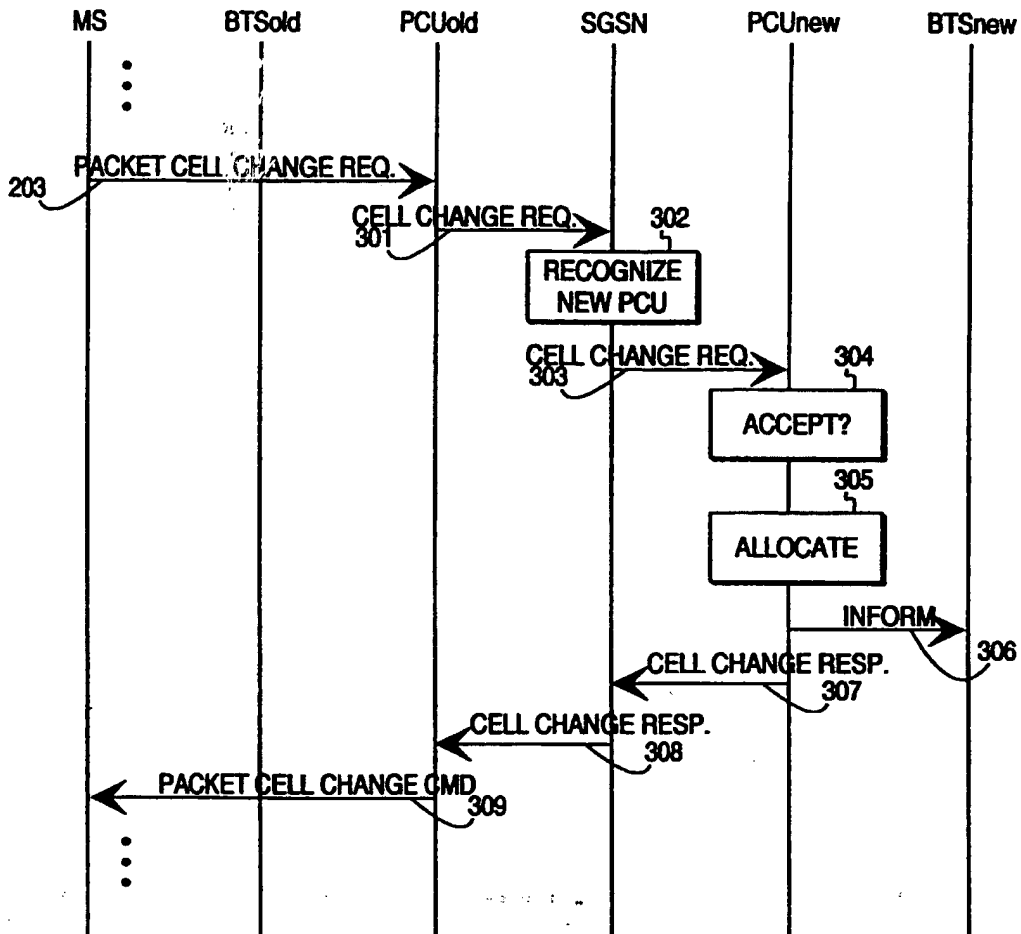 MS BTSold PCUold SGSN PCUnew BTSnew
PACKET CELL CHANGE REQ.
203
CELL CHANGE REQ.
301
302
RECOGNIZE
NEW PCU
CELL CHANGE REQ.
303
304
ACCEPT?
305
ALLOCATE
INFORM
306
CELL CHANGE RESP.
307
CELL CHANGE RESP.
308
PACKET CELL CHANGE CMD
309